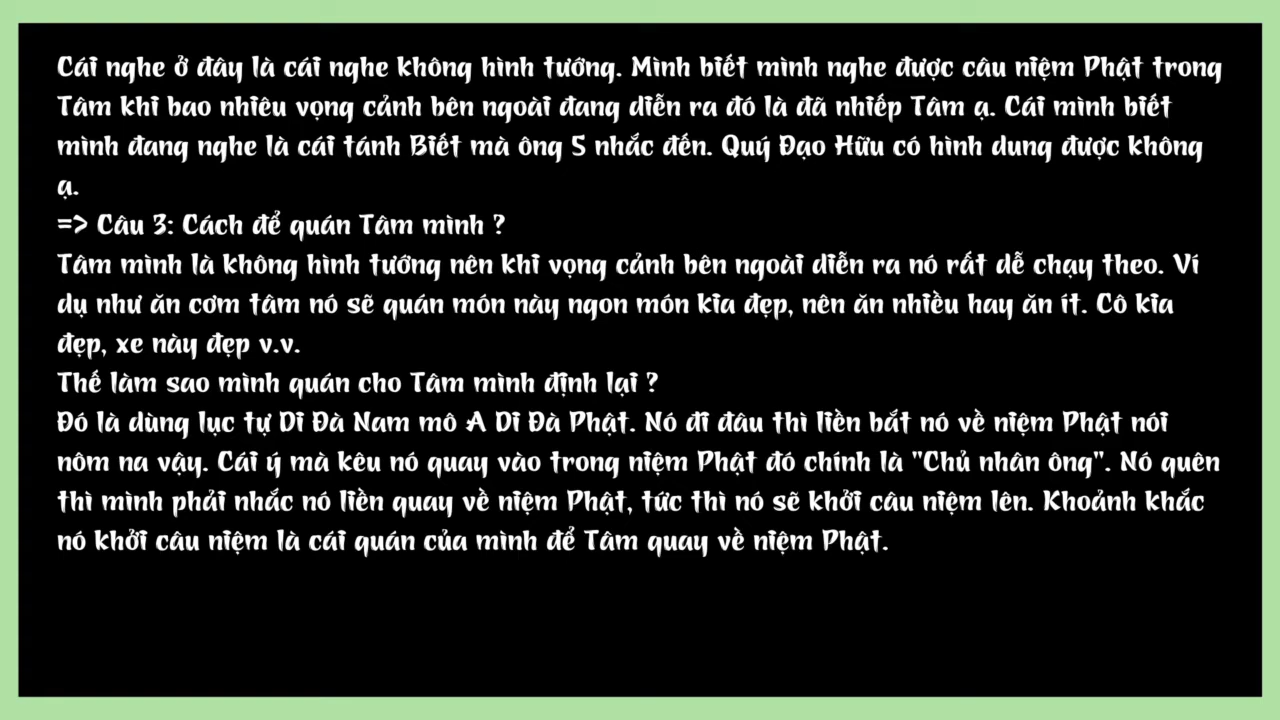 Cái nghe ở đây là cái nghe không hình tướng. Mình biết mình nghe được câu niệm Phật trong
Tâm khi bao nhiêu vọng cảnh bên ngoài đang diễn ra đó là đã nhiếp Tâm ạ. Cái mình biết
mình đang nghe là cái tánh Biết mà ông 5 nhắc đến. Quý Đạo Hữu có hình dung được không
ạ.
=> Câu 3: Cách để quán Tâm mình ?
Tâm mình là không hình tướng nên khi vọng cảnh bên ngoài diễn ra nó rất dễ chạy theo. Ví
dụ như ăn cơm tâm nó sẽ quán món này ngon món kia đẹp, nên ăn nhiều hay ăn ít. Cô kia
đẹp, xe này đẹp v.v.
Thế làm sao mình quán cho Tâm mình định lại ?
Đó là dùng lục tự Di Đà Nam mô A Di Đà Phật. Nó đi đâu thì liền bắt nó về niệm Phật nói
nôm na vậy. Cái ý mà kêu nó quay vào trong niệm Phật đó chính là "Chủ nhân ông". Nó quên
thì mình phải nhắc nó liền quay về niệm Phật, tức thì nó sẽ khởi câu niệm lên. Khoảnh khắc
nó khởi câu niệm là cái quán của mình để Tâm quay về niệm Phật.